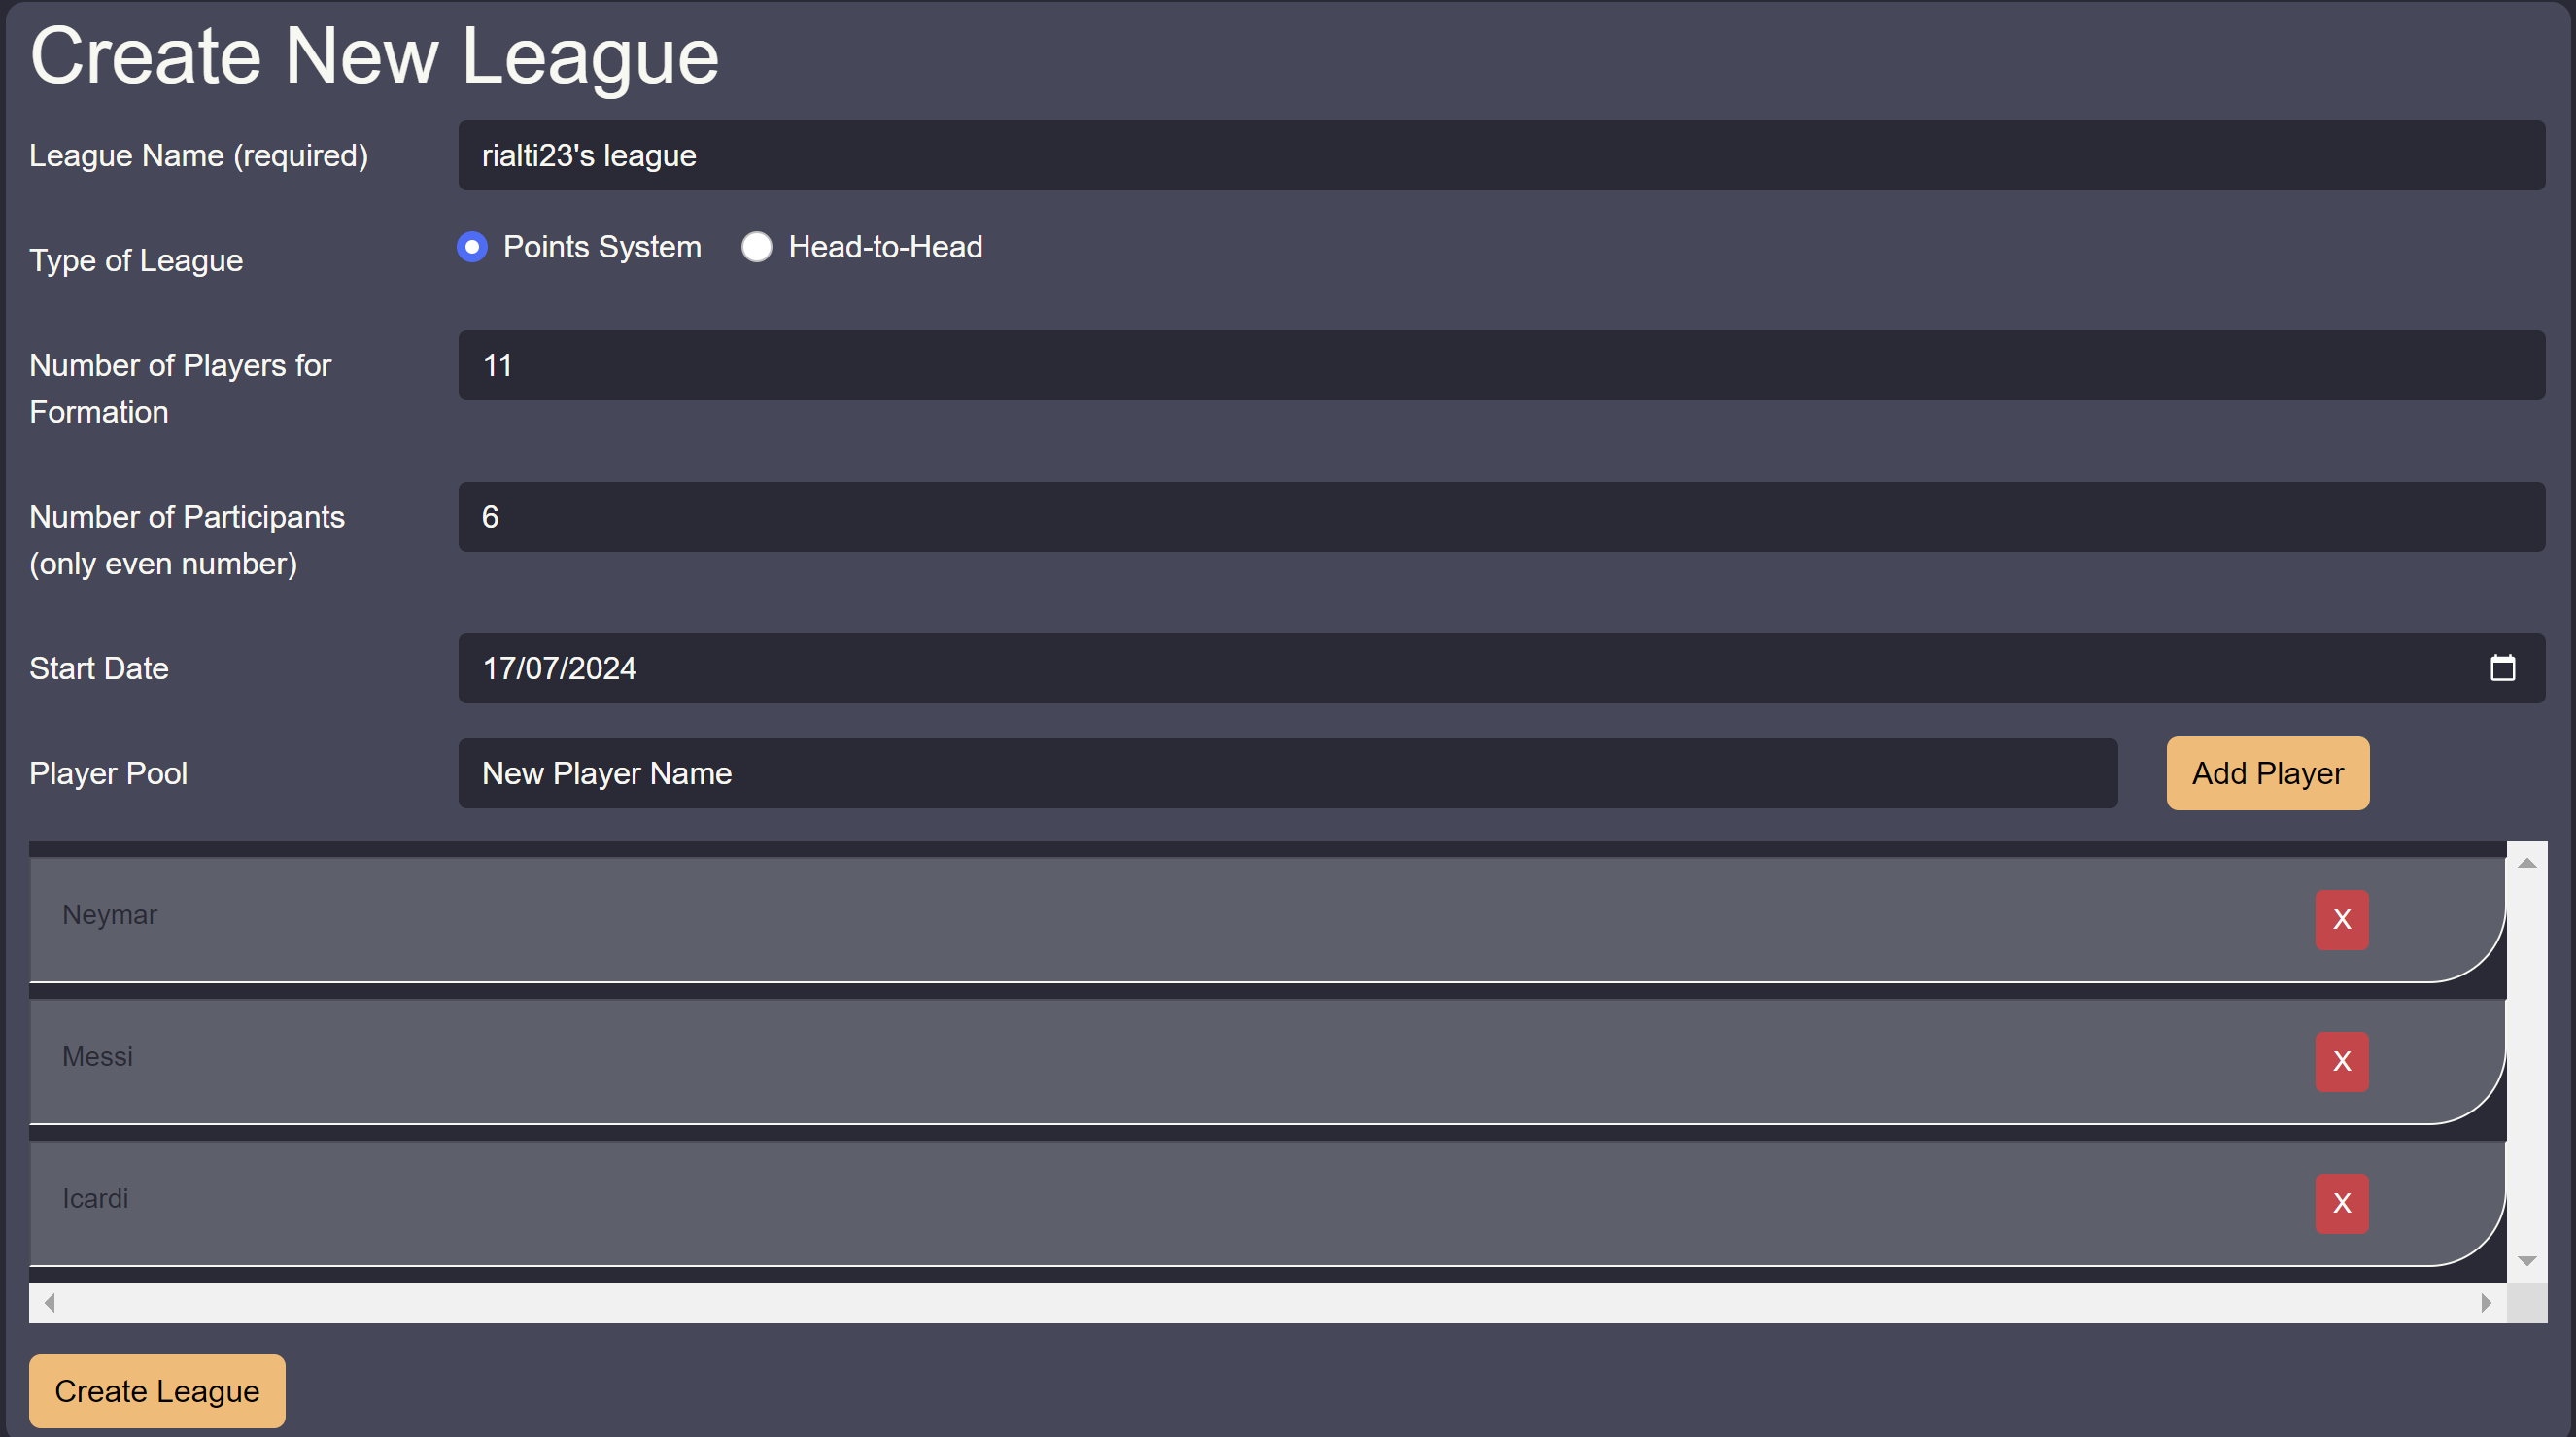 Create New League
League Name (required)
rialti23's league
Type of League
Points System
Head-to-Head
Number of Players for
Formation
11
Number of Participants
(only even number)
6
Start Date
17/07/2024
Player Pool
New Player Name
Add Player
Neymar
X
Messi
X
Icardi
X
Create League